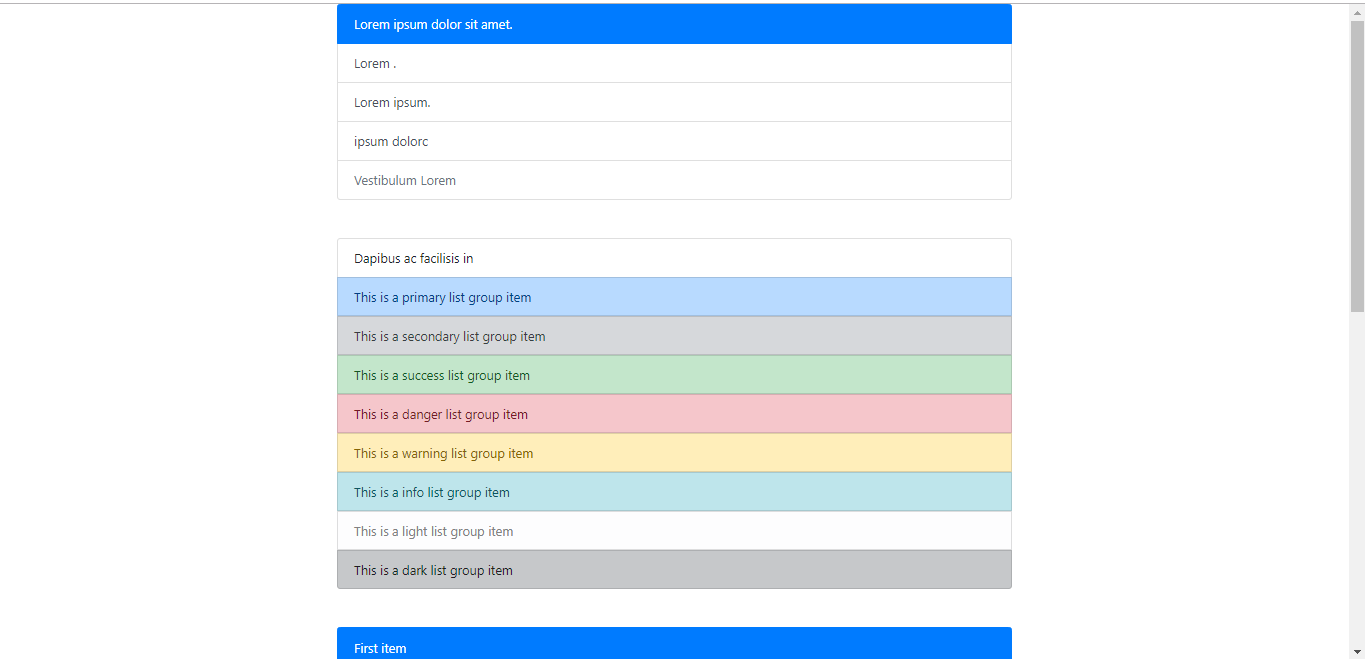 Lorem ipsum dolor sit amet.
Lorem .
Lorem ipsum.
ipsum dolorc
Vestibulum Lorem
Dapibus ac facilisis in
This is a primary list group item
This is a secondary list group item
This is a success list group item
This is a danger list group item
This is a warning list group item
This is a info list group item
This is a light list group item
This is a dark list group item
First item